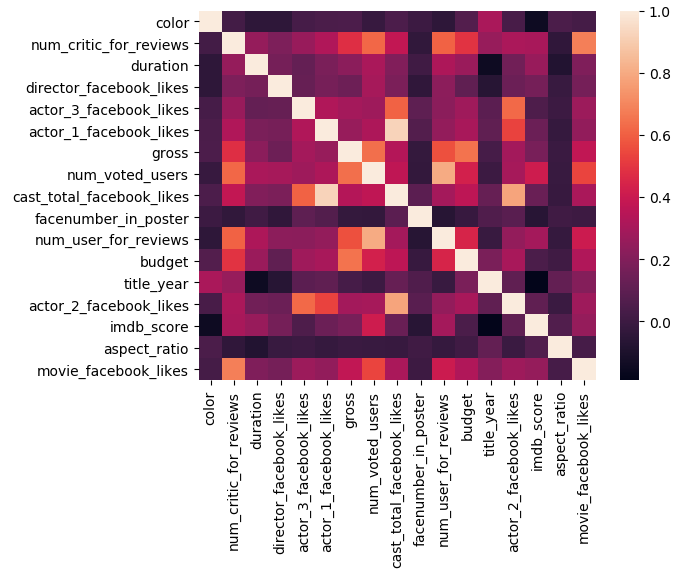 color
num_critic_for_reviews
duration
director_facebook_likes
actor_3_facebook_likes
actor_1_facebook_likes
gross
num_voted_users
cast_total_facebook_likes
facenumber_in_poster
num_user_for_reviews
budget
title_year
actor_2_facebook_likes
imdb_score
aspect_ratio
movie_facebook_likes
color
num_critic_for_reviews
duration
director_facebook_likes
actor_3_facebook_likes
actor_1_facebook_likes
gross
num_voted_users
cast_total_facebook_likes
facenumber_in_poster
num_user_for_reviews
budget
title_year
actor_2_facebook_likes
imdb_score
aspect_ratio
movie_facebook_likes
1.0
0.8
0.6
0.4
0.2
0.0